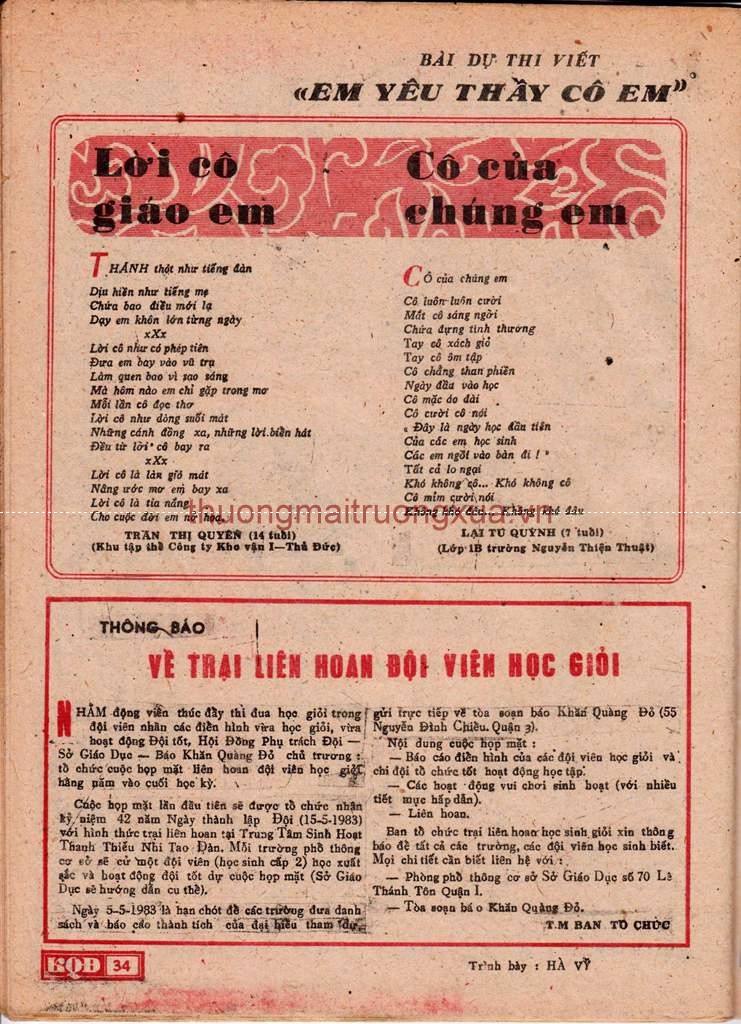 BÀI DỰ THI VIẾT
«EM YÊU THẦY CÔ EM»
Lời cô
giáo em
THÁNH thót như tiếng đàn
Dịu hiền như tiếng mẹ
Chứa bao điều mới lạ
Dạy em khôn lớn từng ngày
xXx
Lời cô như có phép tiên
Đưa em bay vào vũ trụ
Làm quen bao vì sao sáng
Mà hôm nào em chỉ gặp trong mơ
Mỗi lần cô đọc thơ
Lời cô như dòng suối mát
Những cánh đồng xa, những lời biển hát
Đều từ lời cô bay ra
xXx
Lời cô là làn gió mát
Nâng ước mơ em bay xa
Lời cô là tia nắng
Cho cuộc đời em nở hoa.
TRẦN THỊ QUYÊN (14 tuổi)
(Khu tập thể Công ty Kho vận I—Thủ Đức)
Cô của
chúng em
CÔ của chúng em
Cô luôn luôn cười
Mắt cô sáng ngời
Chứa đựng tình thương
Tay cô xách giỏ
Tay cô ôm tập
Cô chẳng than phiền
Ngày đầu vào học
Cô mặc áo dài
Cô cười cô nói
« Đây là ngày học đầu tiên
Của các em học sinh
Các em ngồi vào bàn đi ! »
Tất cả lo ngại
Khó không cô... Khó không cô
Cô mỉm cười nói
Không khó đâu... Không khó đâu
LẠI TÚ QUỲNH (7 tuổi)
(Lớp 1B trường Nguyễn Thiện Thuật)
thuongmaitruongxua.vn
THÔNG BÁO
VỀ TRẠI LIÊN HOAN ĐỘI VIÊN HỌC GIỎI
NHẰM động viên thúc đẩy thi đua học giỏi trong
đội viên nhân các điển hình vừa học giỏi, vừa
hoạt động Đội tốt, Hội Đồng Phụ trách Đội —
Sở Giáo Dục — Báo Khăn Quàng Đỏ chủ trương :
tổ chức cuộc họp mặt liên hoan đội viên học giỏi
hằng năm vào cuối học kỳ.
Cuộc họp mặt lần đầu tiên sẽ được tổ chức nhận
kỷ niệm 42 năm Ngày thành lập Đội (15-5-1983)
với hình thức trại liên hoan tại Trung Tâm Sinh Hoạt
Thanh Thiếu Nhi Tao Đàn. Mỗi trường phổ thông
cơ sở sẽ cử một đội viên (học sinh cấp 2) học xuất
sắc và hoạt động đội tốt dự cuộc họp mặt (Sở Giáo
Dục sẽ hướng dẫn cụ thể).
Ngày 5-5-1983 là hạn chót để các trường đưa danh
sách và báo cáo thành tích của đại biểu tham dự
gửi trực tiếp về tòa soạn báo Khăn Quàng Đỏ (55
Nguyễn Đình Chiểu. Quận 3).
Nội dung cuộc họp mặt :
— Báo cáo điển hình của các đội viên học giỏi và
chi đội tổ chức tốt hoạt động học tập.
— Các hoạt động vui chơi sinh hoạt (với nhiều
tiết mục hấp dẫn).
— Liên hoan.
Ban tổ chức trại liên hoan học sinh giỏi xin thông
báo để tất cả các trường, các đội viên học sinh biết.
Mọi chi tiết cần biết liên hệ với :
— Phòng phổ thông cơ sở Sở Giáo Dục số 70 Lê
Thánh Tôn Quận I.
— Tòa soạn báo Khăn Quàng Đỏ.
T.M BAN TỔ CHỨC
KQĐ 34
Trình bày : HÀ VỸ